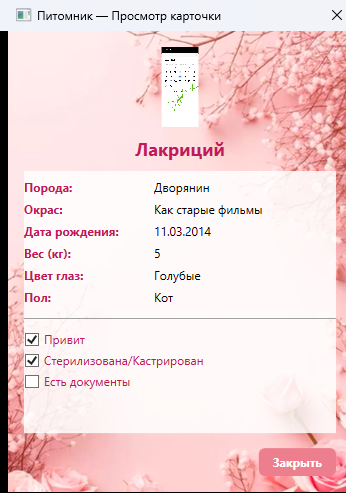 Питомник — Просмотр карточки
Лакриций
Порода: Дворянин
Окрас: Как старые фильмы
Дата рождения: 11.03.2014
Вес (кг): 5
Цвет глаз: Голубые
Пол: Кот
Привит
Стерилизована/Кастрирован
Есть документы
Закрыть